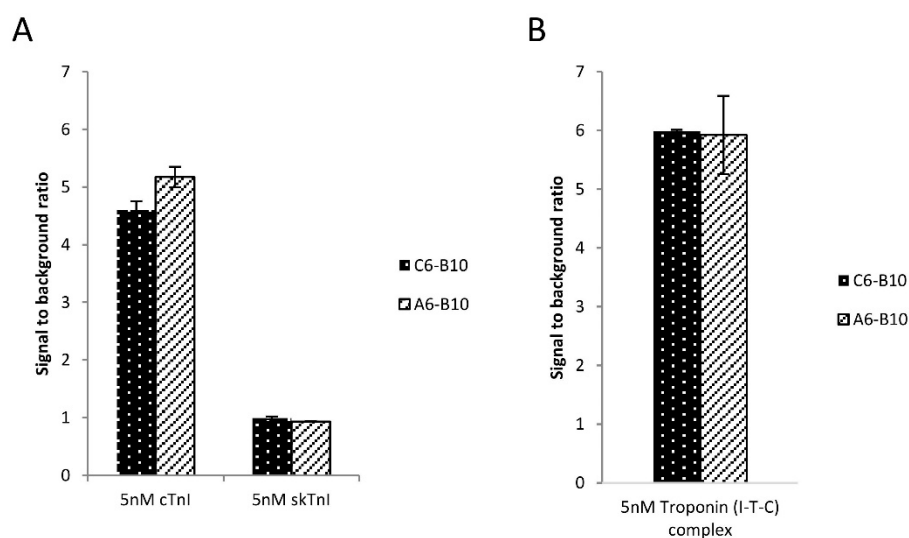 A
B
Signal to background ratio
7
6
5
4
3
2
1
0
5nM cTnI
5nM skTnI
C6-B10
A6-B10
Signal to background ratio
7
6
5
4
3
2
1
0
5nM Troponin (I-T-C)
complex
C6-B10
A6-B10